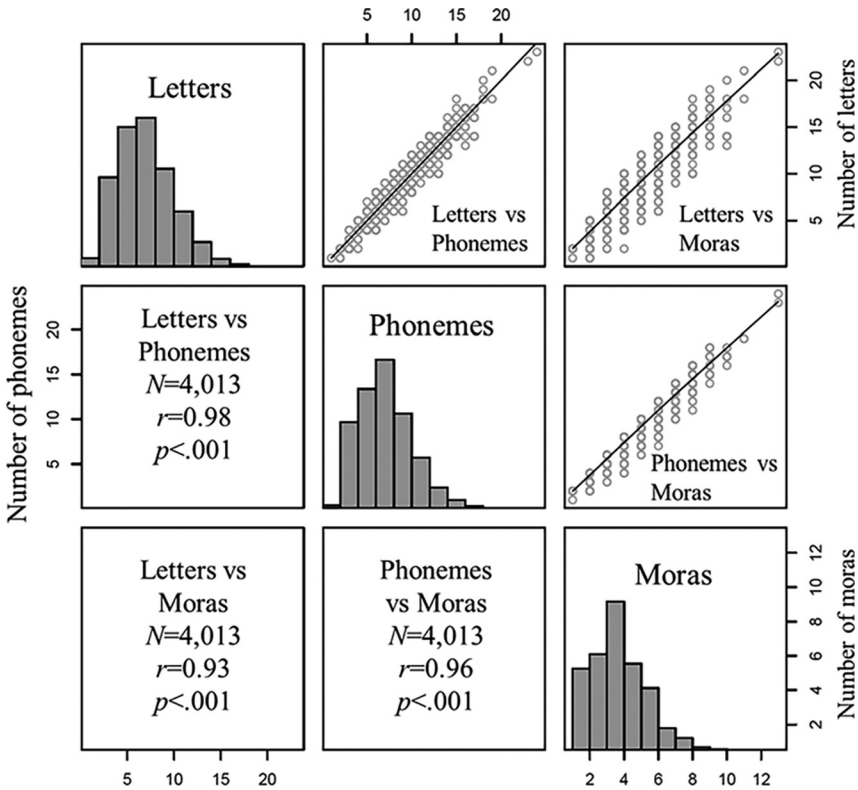 5 10 15 20
Letters
Letters vs
Phonemes
Letters vs
Moras
20
15
10
5
Number of letters
Number of phonemes
20
15
10
5
Letters vs
Phonemes
N=4,013
r=0.98
p<.001
Phonemes
Phonemes vs
Moras
Letters vs
Moras
N=4,013
r=0.93
p<.001
Phonemes
vs Moras
N=4,013
r=0.96
p<.001
Moras
12
10
8
6
4
2
Number of moras
5 10 15 20
2 4 6 8 10 12